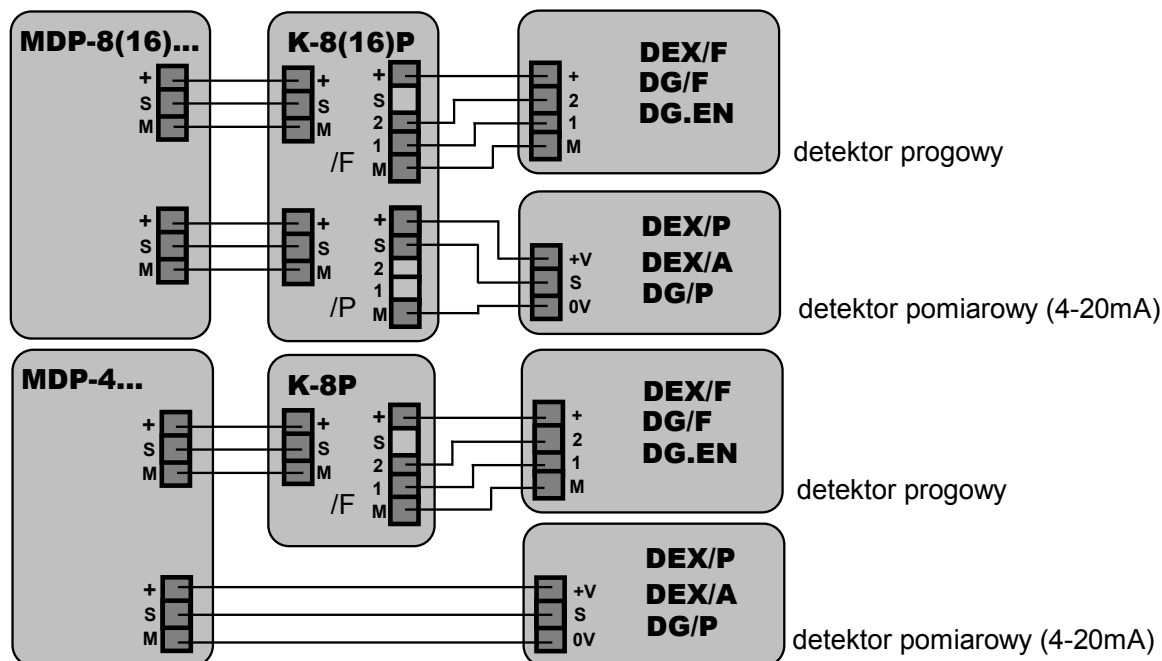 MDP-8(16)...
+
S
M
+
S
M
K-8(16)P
+
S
M
+
S
2
1
M
/F
+
S
M
+
S
2
1
M
/P
DEX/F
DG/F
DG.EN
+
2
1
M
detektor progowy
DEX/P
DEX/A
DG/P
+V
S
0V
detektor pomiarowy (4-20mA)
MDP-4...
+
S
M
+
S
M
K-8P
+
S
M
+
S
2
1
M
/F
DEX/F
DG/F
DG.EN
+
2
1
M
detektor progowy
DEX/P
DEX/A
DG/P
+V
S
0V
detektor pomiarowy (4-20mA)